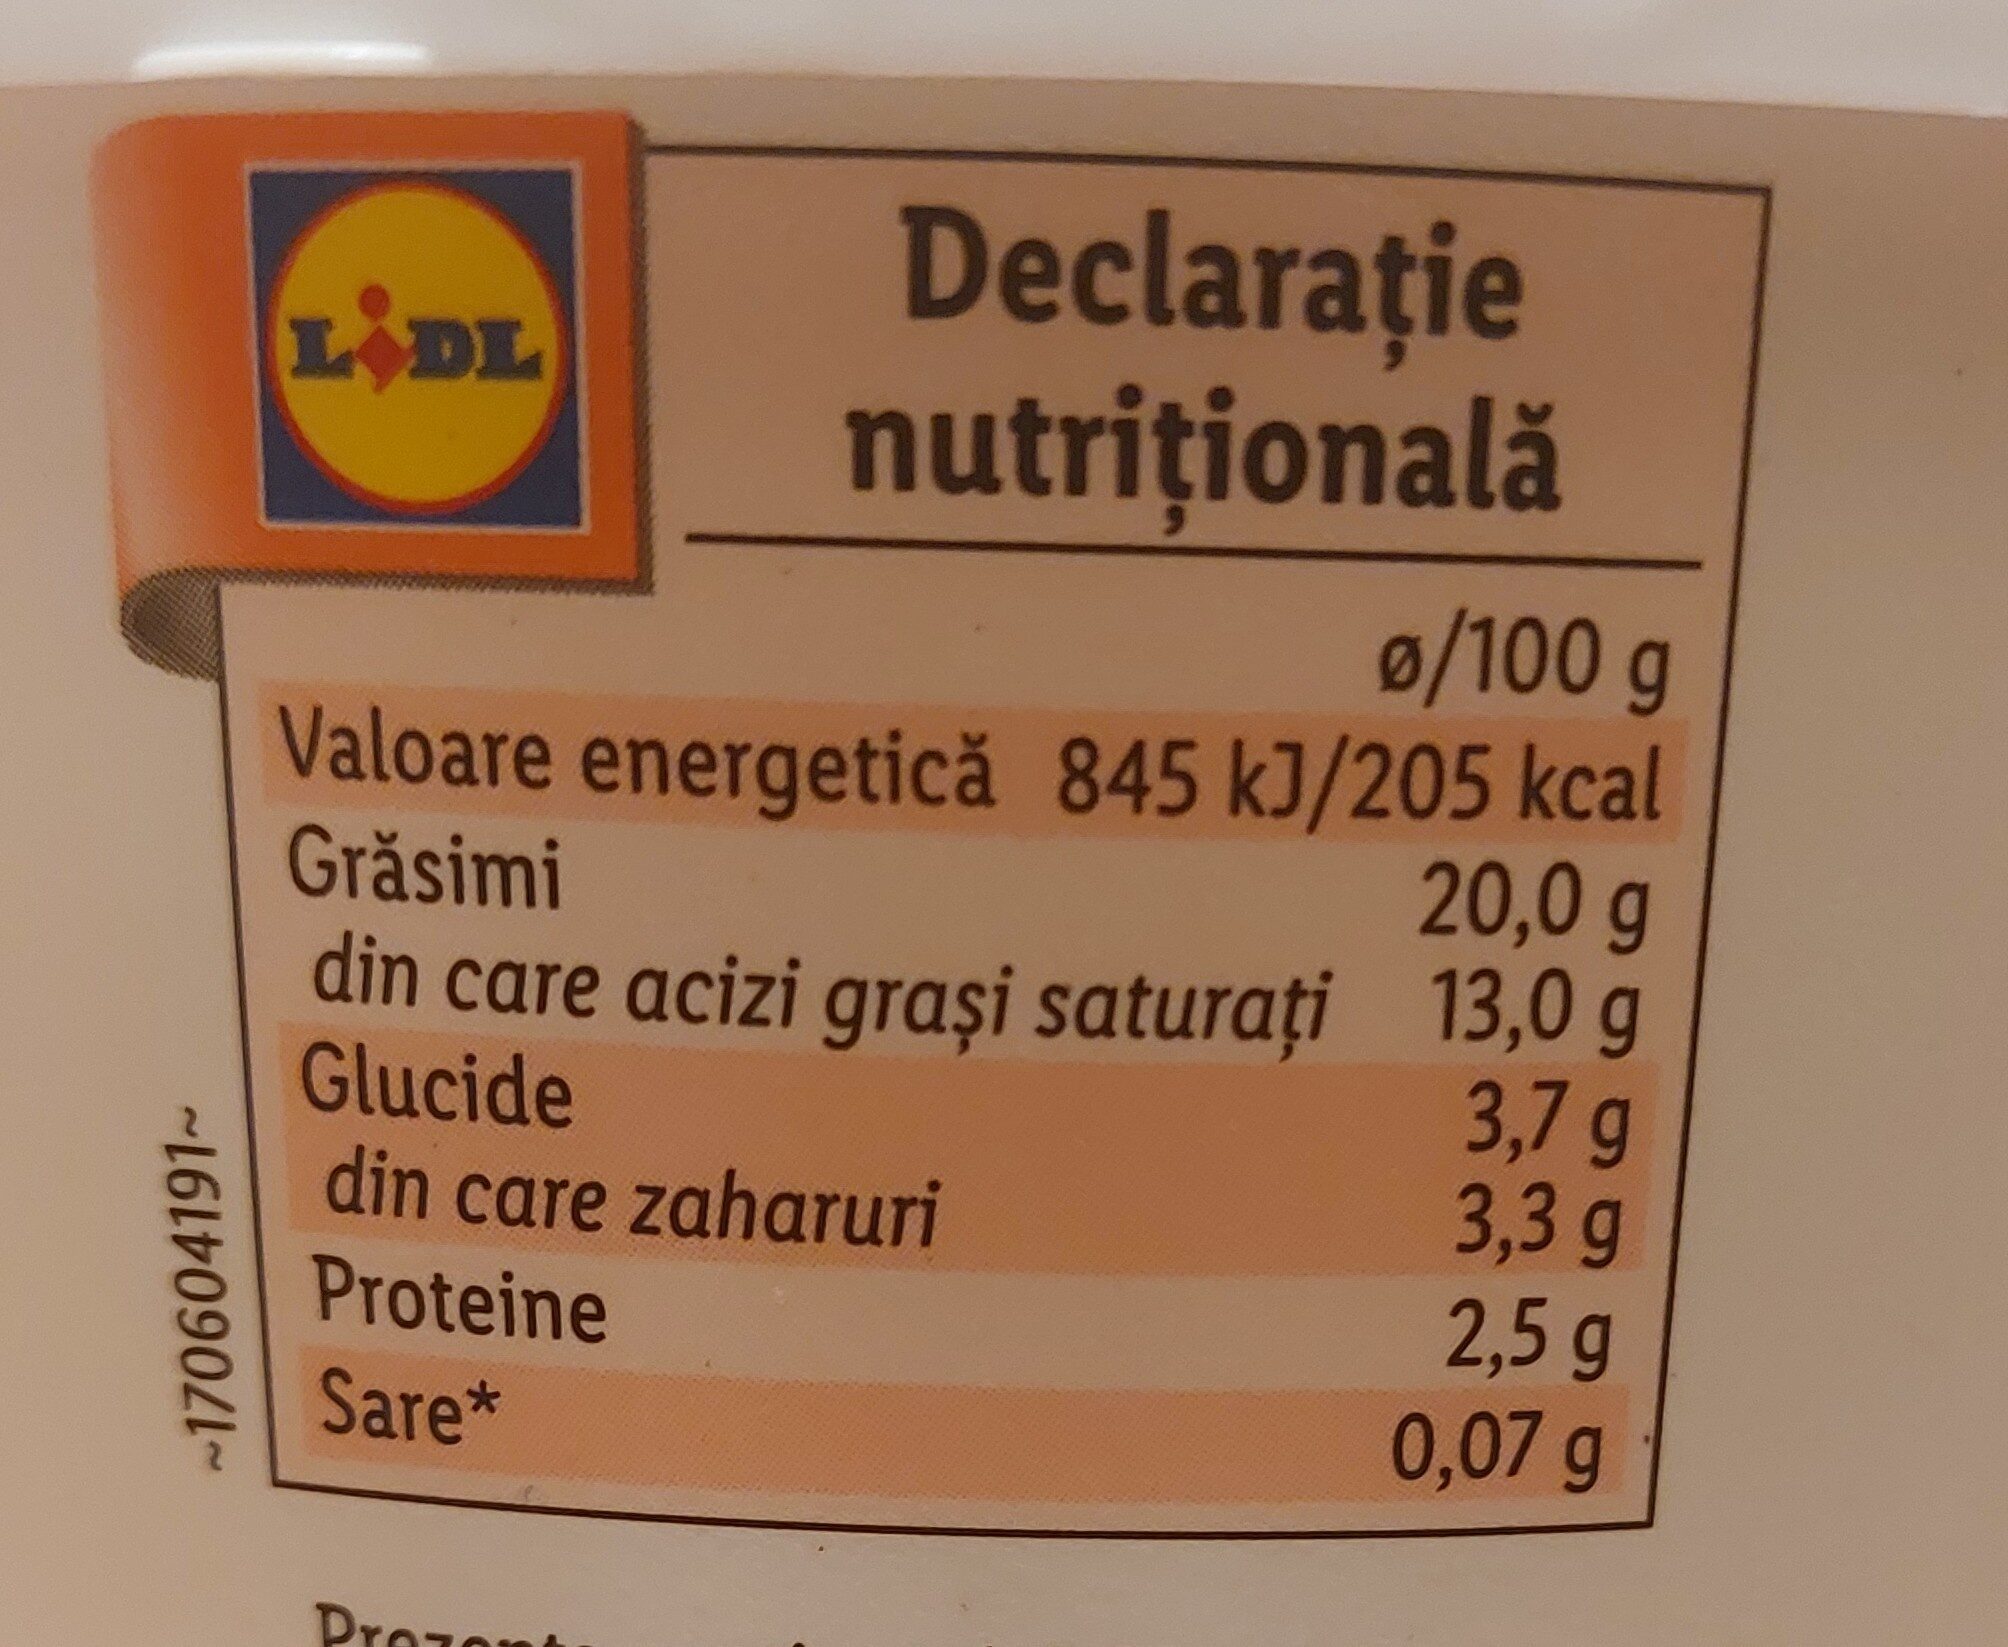 LIDL
Declarație
nutrițională
ø/100 g
Valoare energetică 845 kJ/205 kcal
Grăsimi 20,0 g
din care acizi grași saturați 13,0 g
Glucide 3,7 g
din care zaharuri 3,3 g
Proteine 2,5 g
Sare* 0,07 g
~170604191~